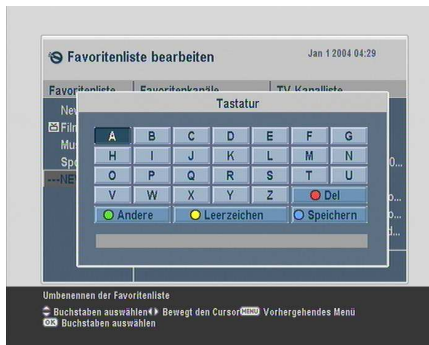 Favoritenliste bearbeiten
Jan 1 2004 04:29
Favoritenliste Favoritenkanäle TV Kanalliste
Tastatur
A B C D E F G
H I J K L M N
O P Q R S T U
V W X Y Z Del
Andere Leerzeichen Speichern
Umbenennen der Favoritenliste
Buchstaben auswählen Bewegt den Cursor MENU Vorhergehendes Menü
OK Buchstaben auswählen